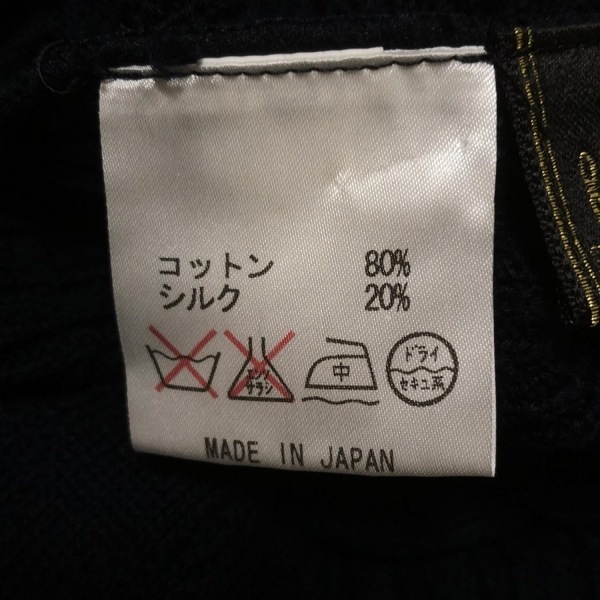 コットン 80%
シルク 20%
エンソ サラシ 中 ドライ セキユ系
MADE IN JAPAN